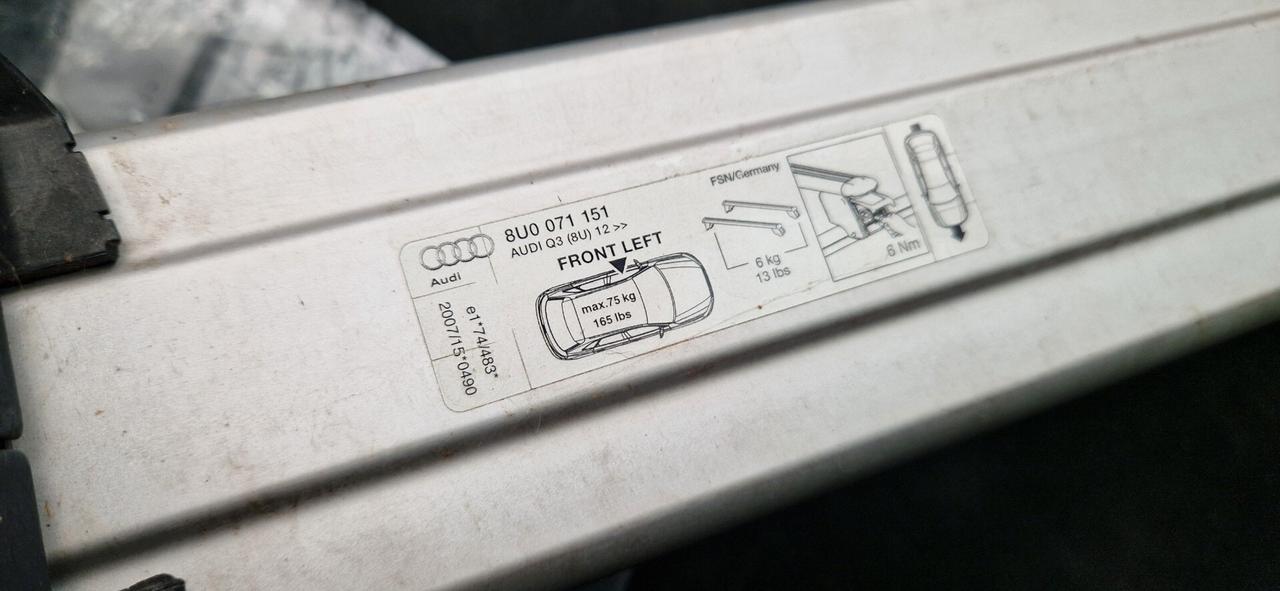 Audi
8U0 071 151
AUDI Q3 (8U) 12 >>
FRONT LEFT
max.75 kg
165 lbs
e1*74/483*
2007/15*0490
FSN/Germany
6 kg
13 lbs
6 Nm